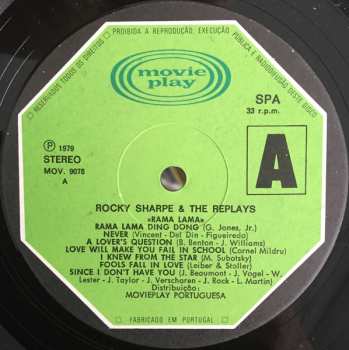 PROIBIDA A REPRODUÇÃO, EXECUÇÃO
PÚBLICA E RADIODIFUSÃO DESTE DISCO
RESERVADOS TODOS OS DIREITOS
movie
play
SPA
33 r.p.m.
Ⓟ 1979
STEREO
MOV. 9078
A
A
ROCKY SHARPE & THE REPLAYS
«RAMA LAMA»
RAMA LAMA DING DONG (G. Jones, Jr.)
NEVER (Vincent - Del Din - Figueiredo)
A LOVER'S QUESTION (B. Benton - J. Williams)
LOVE WILL MAKE YOU FAIL IN SCHOOL (Cornel Mildru)
I KNEW FROM THE STAR (M. Subotsky)
FOOLS FALL IN LOVE (Leiber & Stoller)
SINCE I DON'T HAVE YOU (J. Beaumont - J. Vogel - W.
Lester - J. Taylor - J. Verscharen - J. Rock - L. Martin)
Distribuição:
MOVIEPLAY PORTUGUESA
FABRICADO EM PORTUGAL